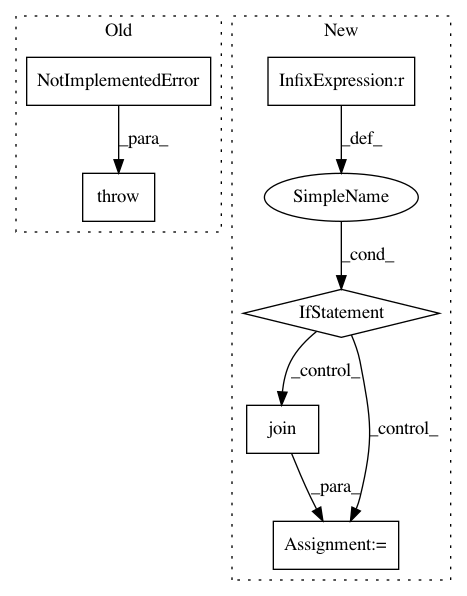 Old
New
NotImplementedError
InfixExpression:r
_para_
_def_
throw
SimpleName
_cond_
IfStatement
_control_
_control_
join
_para_
Assignment:=